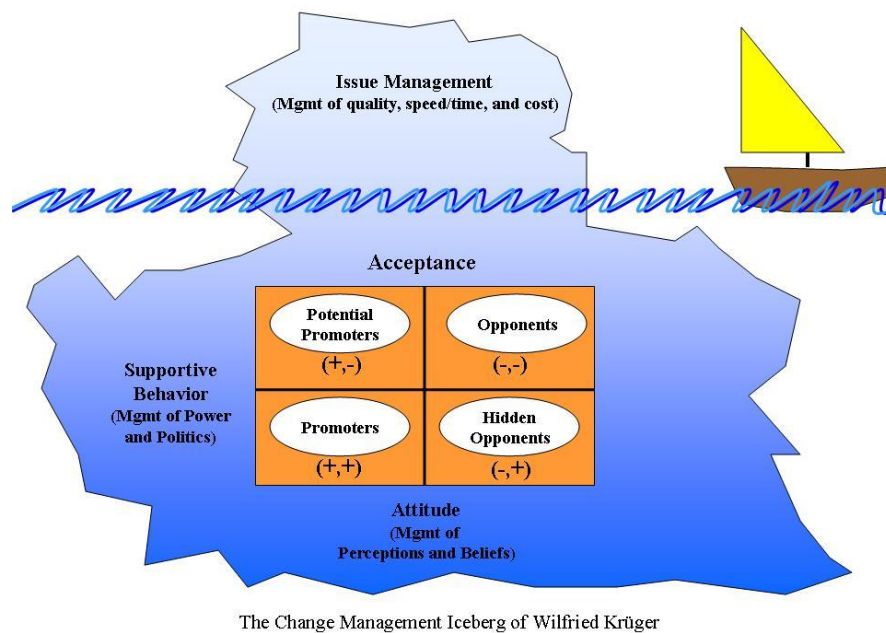 Issue Management
(Mgmt of quality, speed/time, and cost)
Acceptance
Potential
Promoters
(+,-)
Opponents
(-,-)
Supportive
Behavior
(Mgmt of Power
and Politics)
Promoters
(+,+)
Hidden
Opponents
(-,+)
Attitude
(Mgmt of
Perceptions and Beliefs)
The Change Management Iceberg of Wilfried Krüger